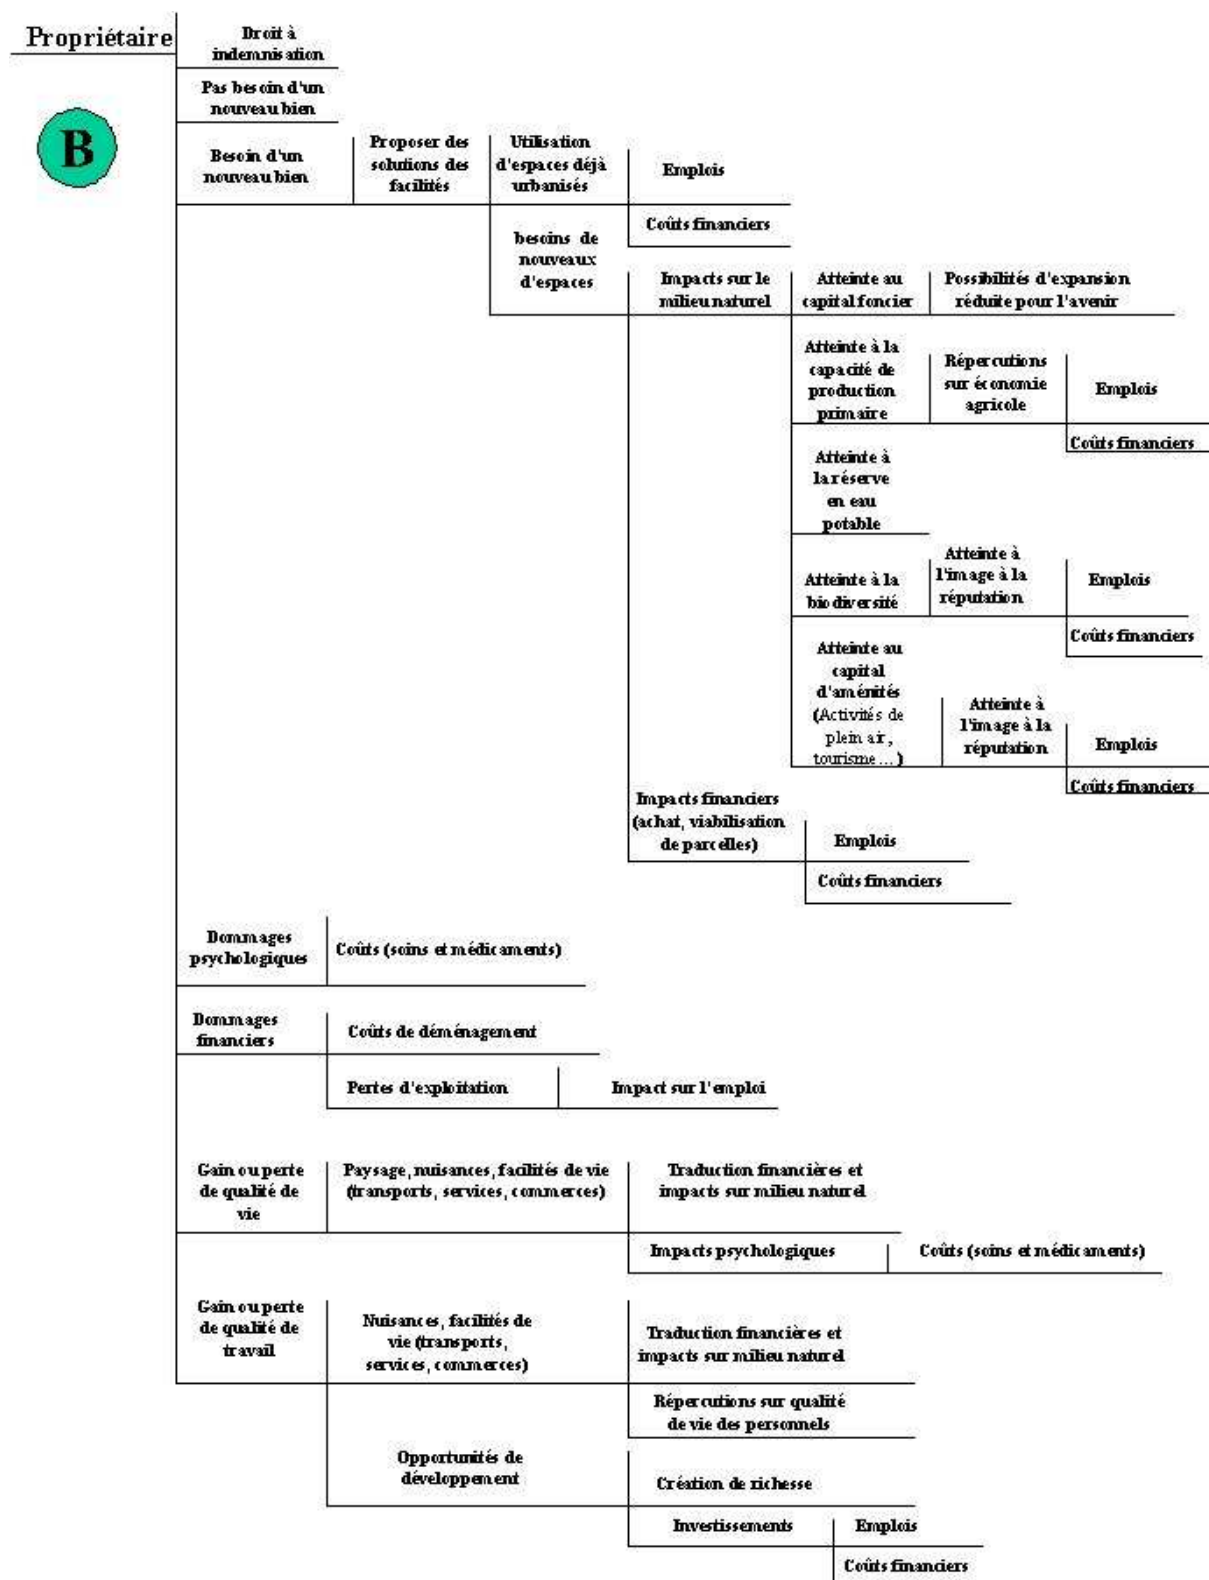 Propriétaire
Droit à
indemnisation
B
Pas besoin d'un
nouveau bien
Besoin d'un
nouveau bien
Proposer des
solutions des
facilités
Utilisation
d'espaces déjà
urbanisés
Emplois
Coûts financiers
besoins de
nouveaux
d'espaces
Impacts sur le
milieu naturel
Atteinte au
capital foncier
Possibilités d'expansion
réduite pour l'avenir
Atteinte à la
capacité de
production
primaire
Répercutions
sur économie
agricole
Emplois
Coûts financiers
Atteinte à
la réserve
en eau
potable
Atteinte à la
biodiversité
Atteinte à
l'image à la
réputation
Emplois
Coûts financiers
Atteinte au
capital
d'aménités
(Activités de
plein air,
tourisme...)
Atteinte à
l'image à la
réputation
Emplois
Coûts financiers
Impacts financiers
(achat, viabilisation
de parcelles)
Emplois
Coûts financiers
Dommages
psychologiques
Coûts (soins et médicaments)
Dommages
financiers
Coûts de déménagement
Pertes d'exploitation
Impact sur l'emploi
Gain ou perte
de qualité de
vie
Paysage, nuisances, facilités de vie
(transports, services, commerces)
Traduction financières et
impacts sur milieu naturel
Impacts psychologiques
Coûts (soins et médicaments)
Gain ou perte
de qualité de
travail
Nuisances, facilités de
vie (transports,
services, commerces)
Traduction financières et
impacts sur milieu naturel
Répercutions sur qualité
de vie des personnels
Opportunités de
développement
Création de richesse
Investissements
Emplois
Coûts financiers